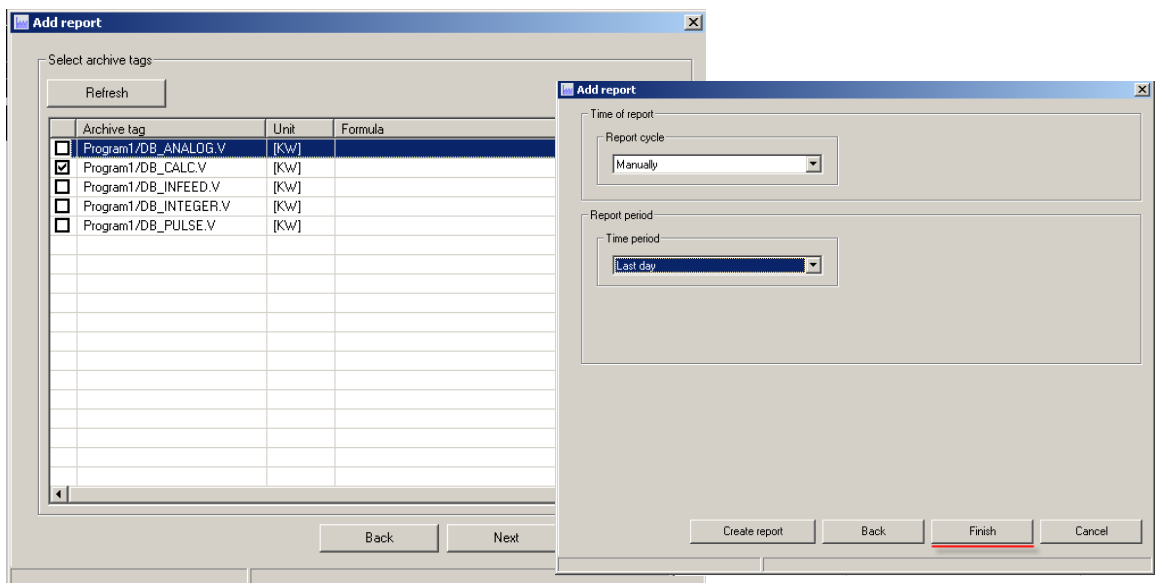 Add report
Select archive tags
Refresh
Archive tag Unit Formula
Program1/DB_ANALOG.V [KW]
Program1/DB_CALC.V [KW]
Program1/DB_INFEED.V [KW]
Program1/DB_INTEGER.V [KW]
Program1/DB_PULSE.V [KW]
Back Next
Add report
Time of report
Report cycle
Manually
Report period
Time period
Last day
Create report Back Finish Cancel